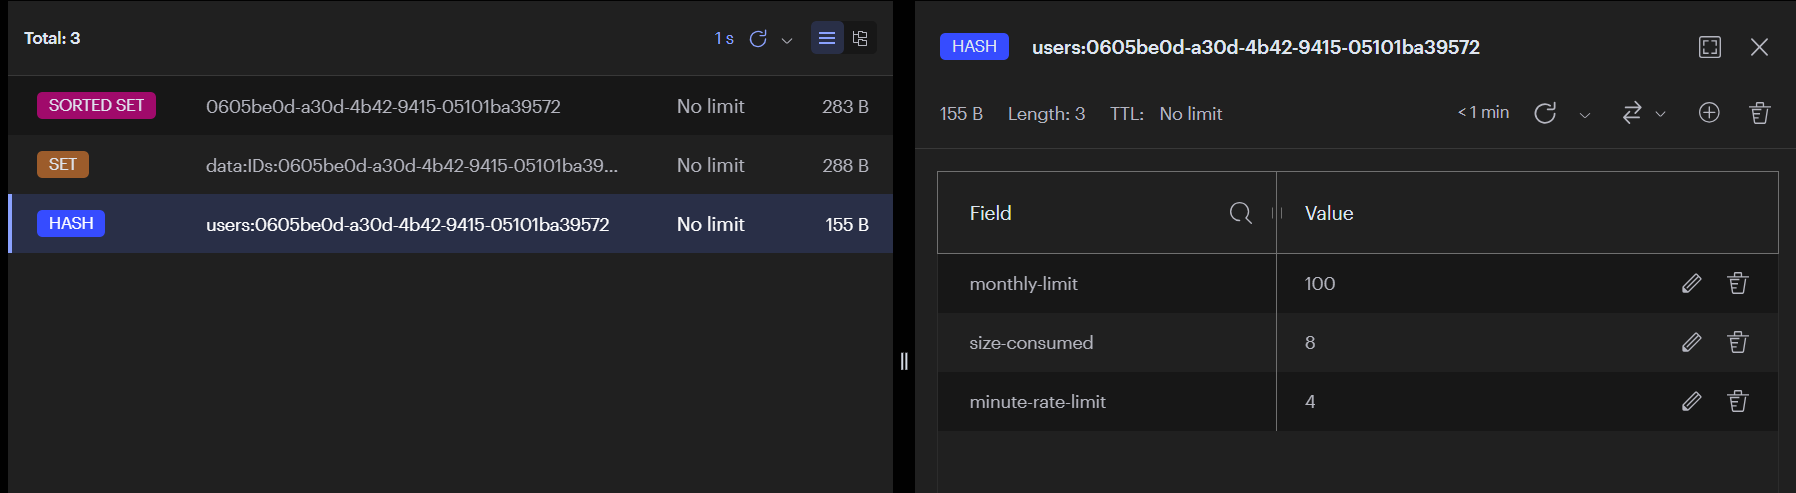 Total: 3
1 s
SORTED SET 0605be0d-a30d-4b42-9415-05101ba39572 No limit 283 B
SET data:IDs:0605be0d-a30d-4b42-9415-05101ba39... No limit 288 B
HASH users:0605be0d-a30d-4b42-9415-05101ba39572 No limit 155 B
HASH users:0605be0d-a30d-4b42-9415-05101ba39572
155 B Length: 3 TTL: No limit < 1 min
Field Value
monthly-limit 100
size-consumed 8
minute-rate-limit 4